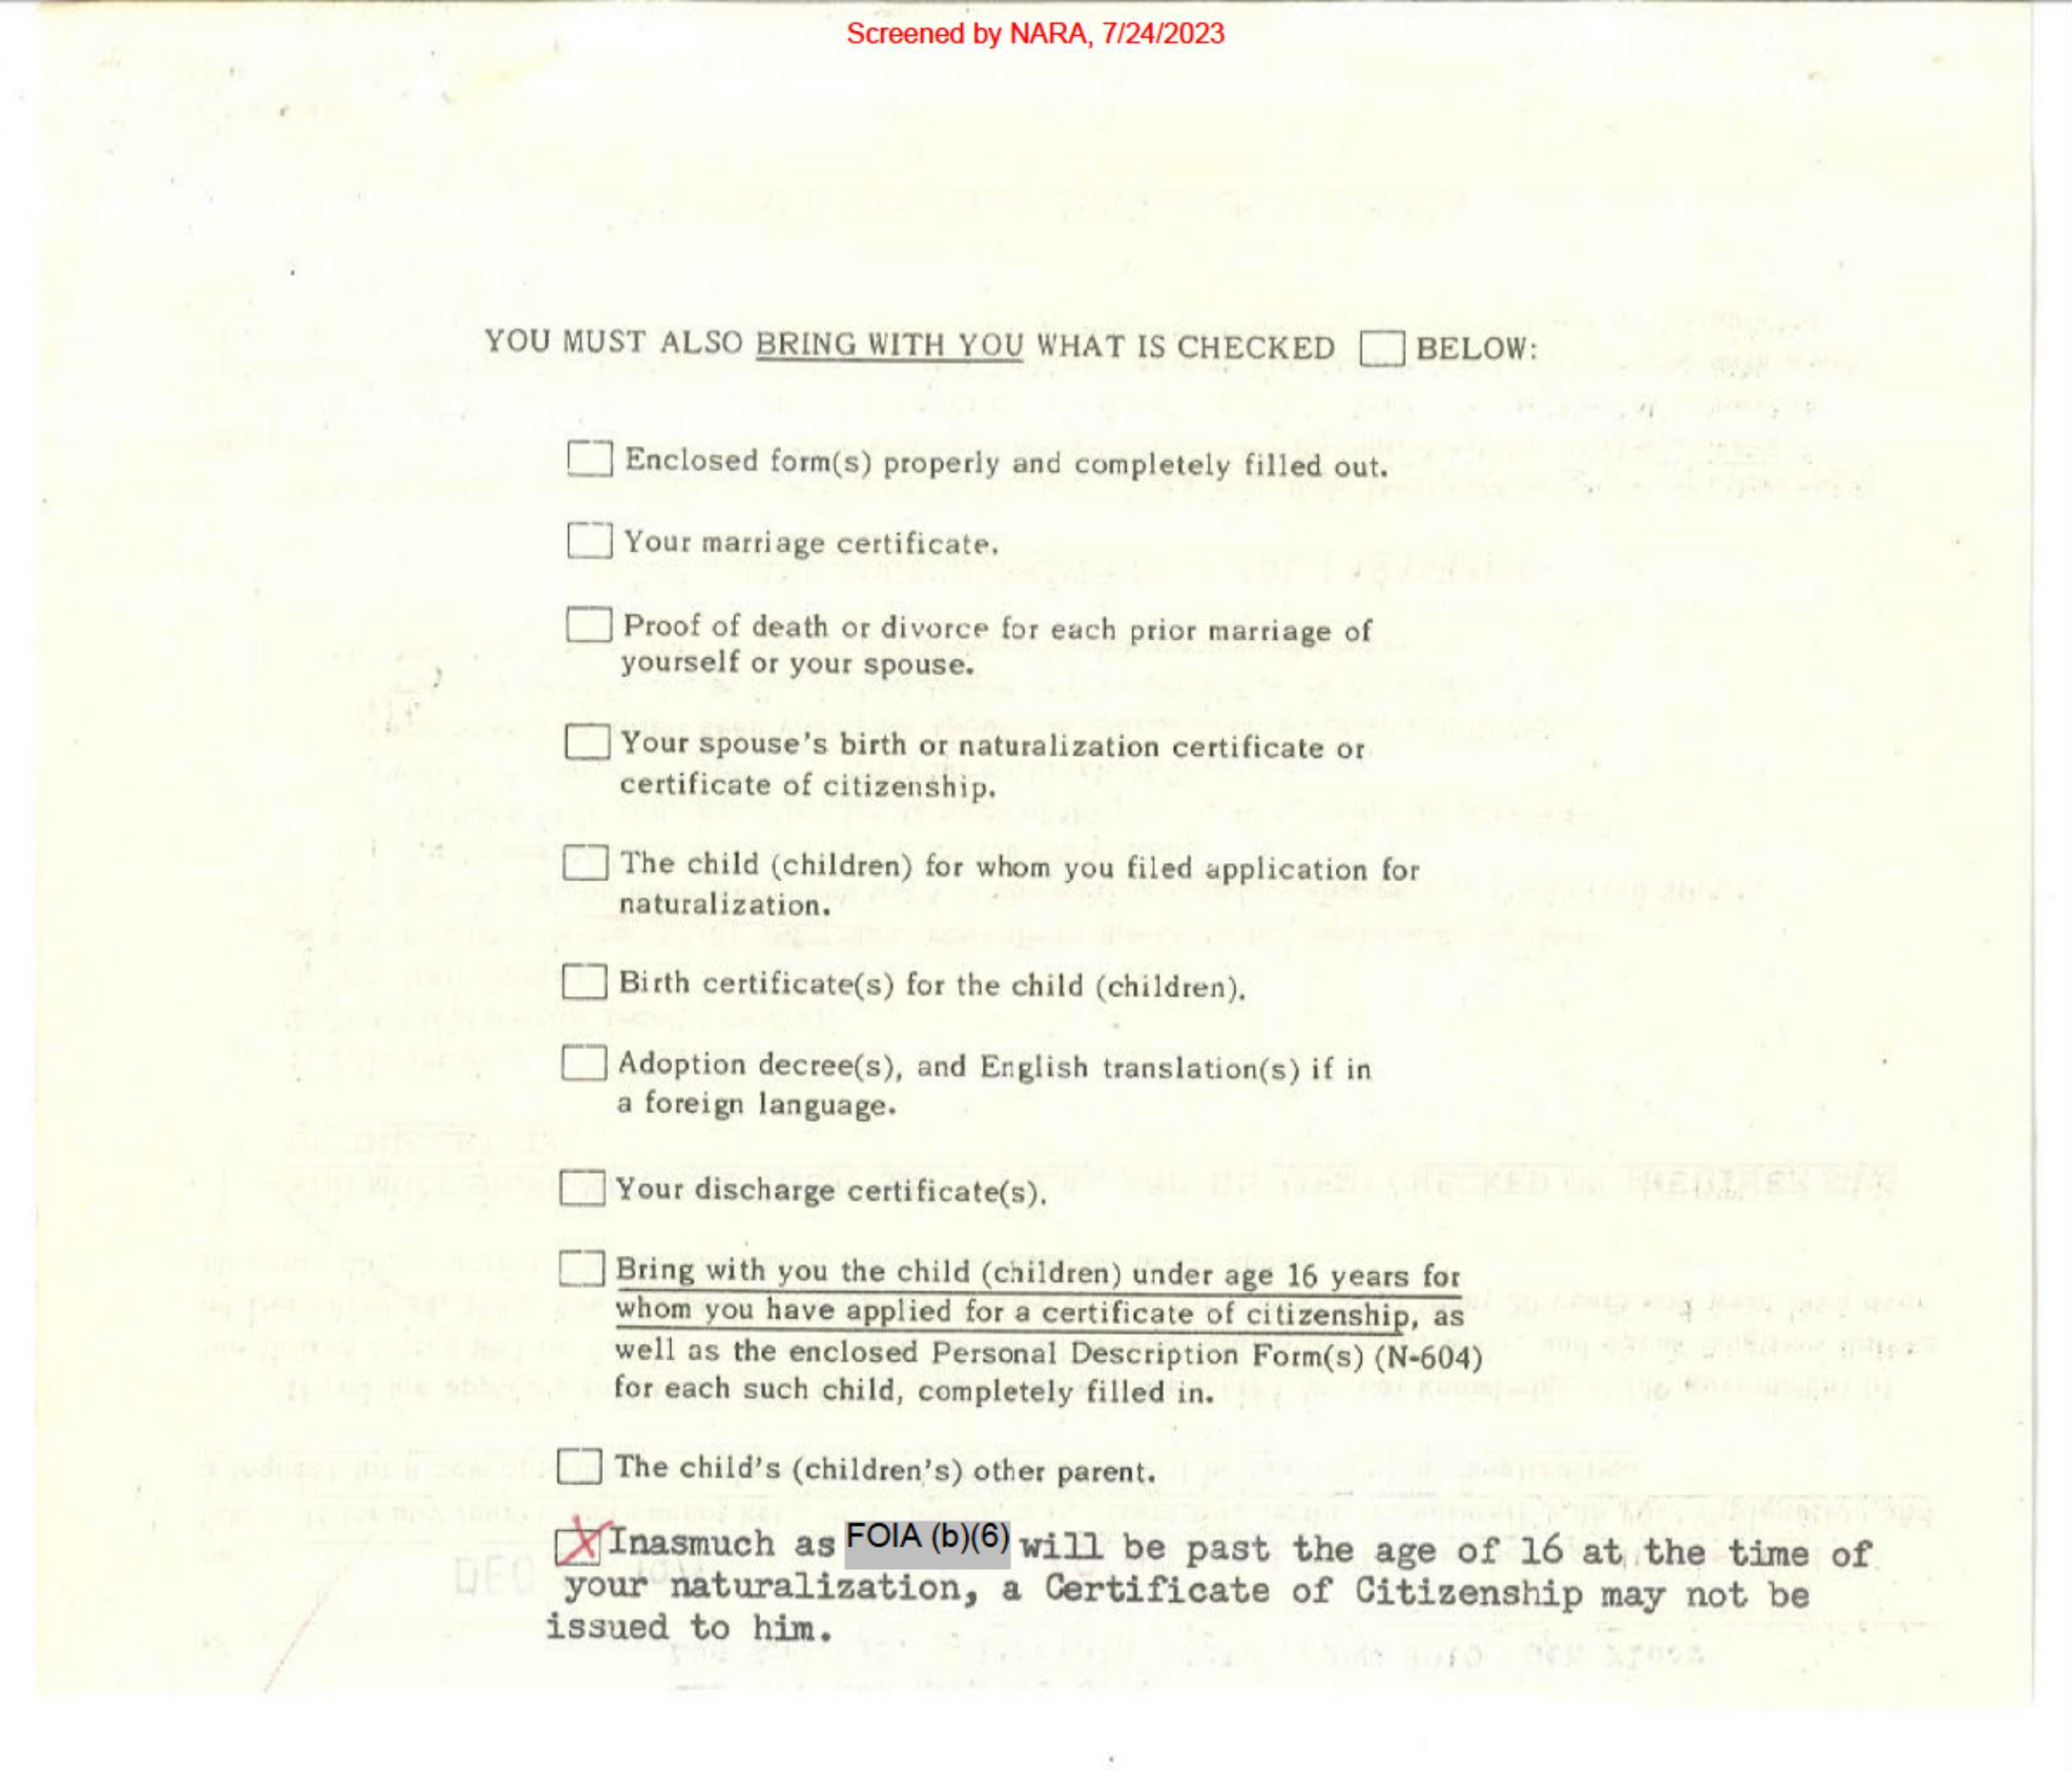 Screened by NARA, 7/24/2023
YOU MUST ALSO BRING WITH YOU WHAT IS CHECKED ☐ BELOW:
☐ Enclosed form(s) properly and completely filled out.
☐ Your marriage certificate.
☐ Proof of death or divorce for each prior marriage of
yourself or your spouse.
☐ Your spouse's birth or naturalization certificate or
certificate of citizenship.
☐ The child (children) for whom you filed application for
naturalization.
☐ Birth certificate(s) for the child (children).
☐ Adoption decree(s), and English translation(s) if in
a foreign language.
☐ Your discharge certificate(s).
☐ Bring with you the child (children) under age 16 years for
whom you have applied for a certificate of citizenship, as
well as the enclosed Personal Description Form(s) (N-604)
for each such child, completely filled in.
☐ The child's (children's) other parent.
☒ Inasmuch as FOIA (b)(6) will be past the age of 16 at the time of
your naturalization, a Certificate of Citizenship may not be
issued to him.